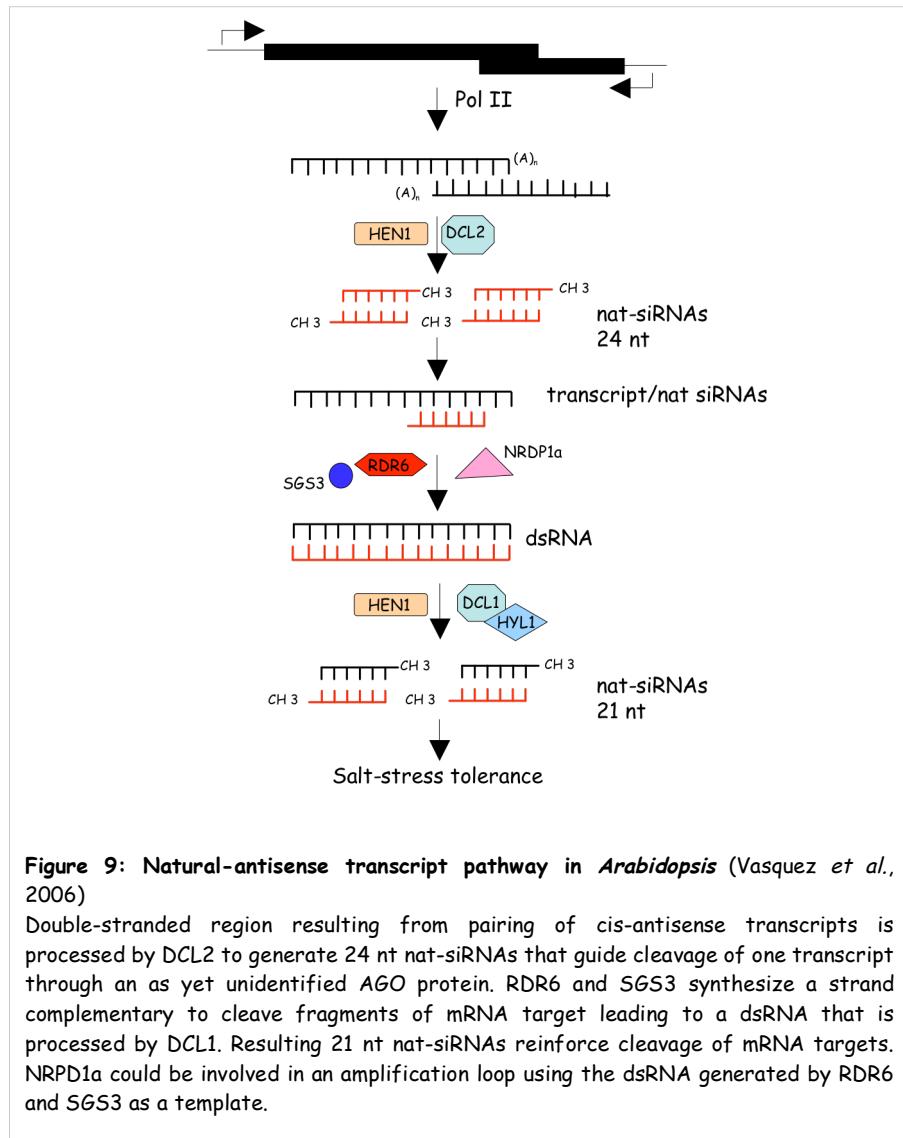 Pol II
(A)n
(A)n
HEN1 DCL2
CH 3 CH 3
CH 3 CH 3
nat-siRNAs
24 nt
transcript/nat siRNAs
SGS3 RDR6 NRDP1a
dsRNA
HEN1 DCL1
HYL1
CH 3 CH 3
CH 3 CH 3
nat-siRNAs
21 nt
Salt-stress tolerance
Figure 9: Natural-antisense transcript pathway in Arabidopsis (Vasquez et al.,
2006)
Double-stranded region resulting from pairing of cis-antisense transcripts is
processed by DCL2 to generate 24 nt nat-siRNAs that guide cleavage of one transcript
through an as yet unidentified AGO protein. RDR6 and SGS3 synthesize a strand
complementary to cleave fragments of mRNA target leading to a dsRNA that is
processed by DCL1. Resulting 21 nt nat-siRNAs reinforce cleavage of mRNA targets.
NRPD1a could be involved in an amplification loop using the dsRNA generated by RDR6
and SGS3 as a template.